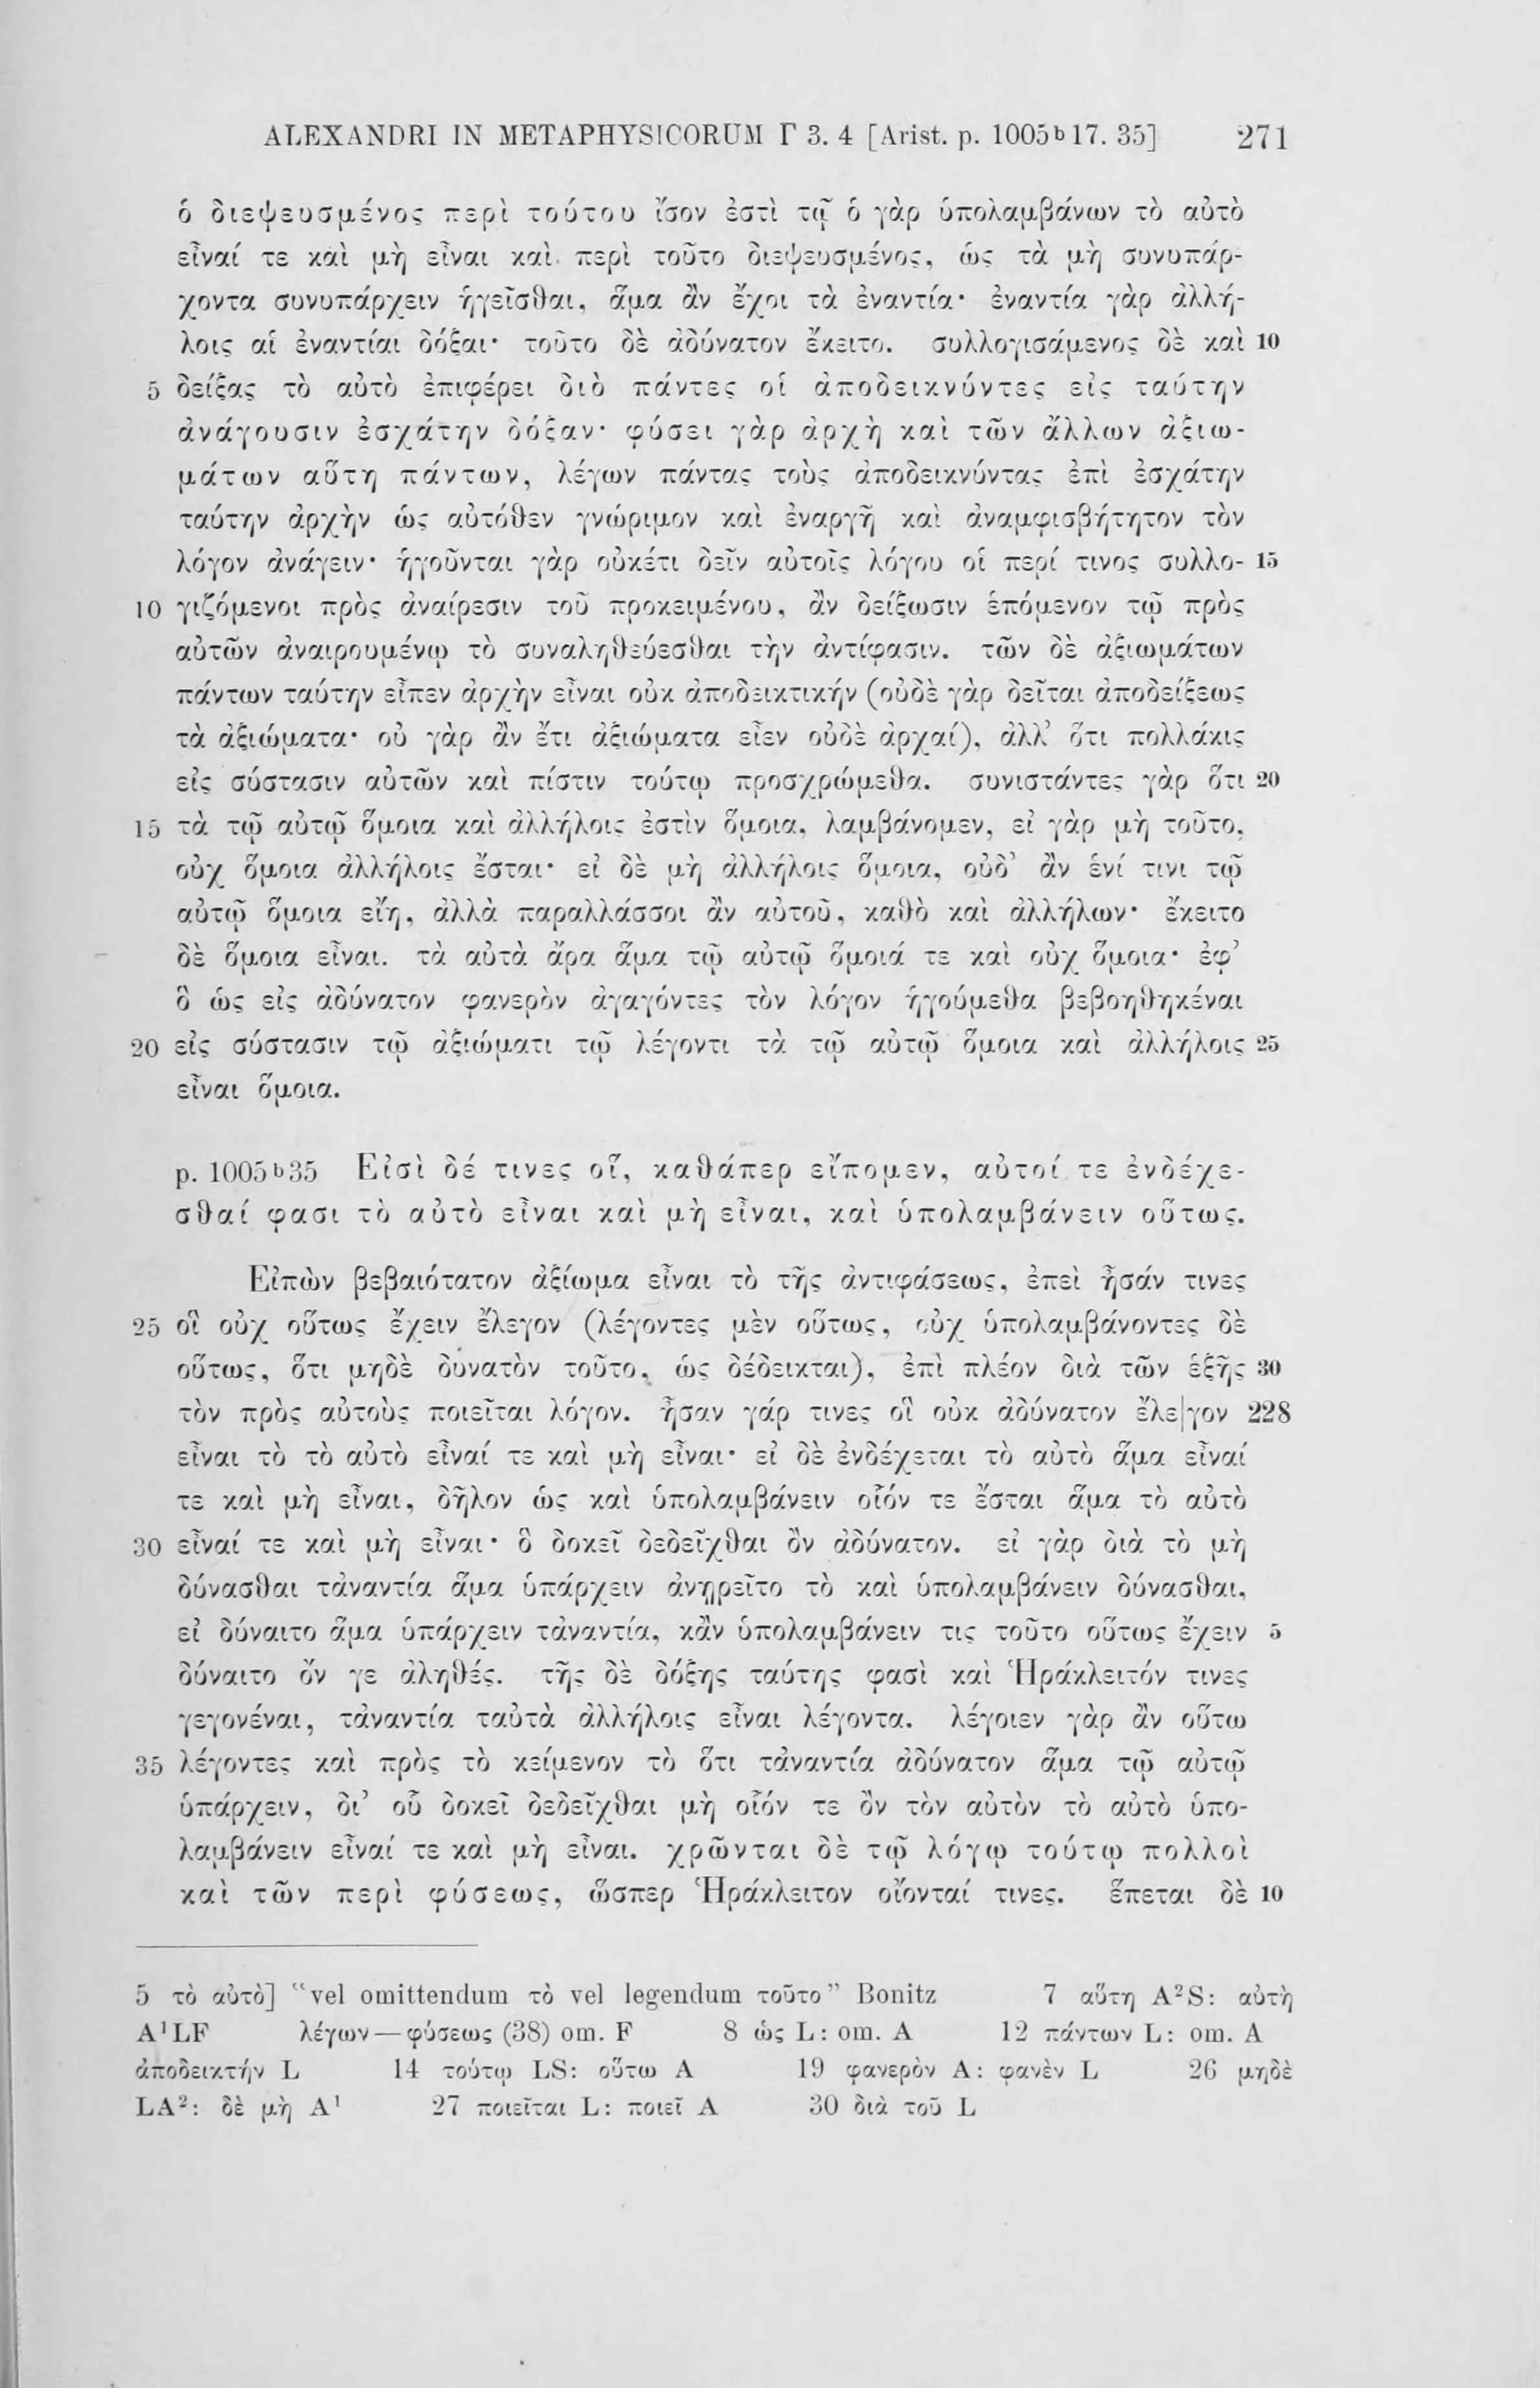 ALEXANDRI IN METAPHYSICORUM Γ 3. 4 [Arist. p. 1005ᵇ17. 35] 271
ὁ διεψευσμένος περὶ τούτου ἴσον ἐστὶ τῷ ὁ γὰρ ὑπολαμβάνων τὸ αὐτὸ
εἶναί τε καὶ μὴ εἶναι καὶ περὶ τοῦτο διεψευσμένος, ὡς τὰ μὴ συνυπάρ-
χοντα συνυπάρχειν ἡγεῖσθαι, ἅμα ἂν ἔχοι τὰ ἐναντία· ἐναντία γὰρ ἀλλή-
λοις αἱ ἐναντίαι δόξαι· τοῦτο δὲ ἀδύνατον ἔκειτο. συλλογισάμενος δὲ καὶ 10
5 δείξας τὸ αὐτὸ ἐπιφέρει διὸ πάντες οἱ ἀποδεικνύντες εἰς ταύτην
ἀνάγουσιν ἐσχάτην δόξαν· φύσει γὰρ ἀρχὴ καὶ τῶν ἄλλων ἀξιω-
μάτων αὕτη πάντων, λέγων πάντας τοὺς ἀποδεικνύντας ἐπὶ ἐσχάτην
ταύτην ἀρχὴν ὡς αὐτόθεν γνώριμον καὶ ἐναργῆ καὶ ἀναμφισβήτητον τὸν
λόγον ἀνάγειν· ἡγοῦνται γὰρ οὐκέτι δεῖν αὐτοῖς λόγου οἱ περί τινος συλλο- 15
10 γιζόμενοι πρὸς ἀναίρεσιν τοῦ προκειμένου, ἂν δείξωσιν ἑπόμενον τῷ πρὸς
αὐτῶν ἀναιρουμένῳ τὸ συναληθεύεσθαι τὴν ἀντίφασιν. τῶν δὲ ἀξιωμάτων
πάντων ταύτην εἶπεν ἀρχὴν εἶναι οὐκ ἀποδεικτικήν (οὐδὲ γὰρ δεῖται ἀποδείξεως
τὰ ἀξιώματα· οὐ γὰρ ἂν ἔτι ἀξιώματα εἶεν οὐδὲ ἀρχαί), ἀλλ’ ὅτι πολλάκις
εἰς σύστασιν αὐτῶν καὶ πίστιν τούτῳ προσχρώμεθα. συνιστάντες γὰρ ὅτι 20
15 τὰ τῷ αὐτῷ ὅμοια καὶ ἀλλήλοις ἐστὶν ὅμοια, λαμβάνομεν, εἰ γὰρ μὴ τοῦτο,
οὐχ ὅμοια ἀλλήλοις ἔσται· εἰ δὲ μὴ ἀλλήλοις ὅμοια, οὐδ’ ἂν ἑνί τινι τῷ
αὐτῷ ὅμοια εἴη, ἀλλὰ παραλλάσσοι ἂν αὐτοῦ, καθὸ καὶ ἀλλήλων· ἔκειτο
δὲ ὅμοια εἶναι. τὰ αὐτὰ ἄρα ἅμα τῷ αὐτῷ ὅμοιά τε καὶ οὐχ ὅμοια· ἐφ’
ὃ ὡς εἰς ἀδύνατον φανερὸν ἀγαγόντες τὸν λόγον ἡγούμεθα βεβοηθηκέναι
20 εἰς σύστασιν τῷ ἀξιώματι τῷ λέγοντι τὰ τῷ αὐτῷ ὅμοια καὶ ἀλλήλοις 25
εἶναι ὅμοια.
p. 1005ᵇ35 Εἰσὶ δέ τινες οἵ, καθάπερ εἴπομεν, αὐτοί τε ἐνδέχε-
σθαί φασι τὸ αὐτὸ εἶναι καὶ μὴ εἶναι, καὶ ὑπολαμβάνειν οὕτως.
Εἰπὼν βεβαιότατον ἀξίωμα εἶναι τὸ τῆς ἀντιφάσεως, ἐπεὶ ἦσάν τινες
25 οἳ οὐχ οὕτως ἔχειν ἔλεγον (λέγοντες μὲν οὕτως, οὐχ ὑπολαμβάνοντες δὲ
οὕτως, ὅτι μηδὲ δυνατὸν τοῦτο, ὡς δέδεικται), ἐπὶ πλέον διὰ τῶν ἑξῆς 30
τὸν πρὸς αὐτοὺς ποιεῖται λόγον. ἦσαν γάρ τινες οἳ οὐκ ἀδύνατον ἔλε|γον 228
εἶναι τὸ τὸ αὐτὸ εἶναί τε καὶ μὴ εἶναι· εἰ δὲ ἐνδέχεται τὸ αὐτὸ ἅμα εἶναί
τε καὶ μὴ εἶναι, δῆλον ὡς καὶ ὑπολαμβάνειν οἷόν τε ἔσται ἅμα τὸ αὐτὸ
30 εἶναί τε καὶ μὴ εἶναι· ὃ δοκεῖ δεδεῖχθαι ὂν ἀδύνατον. εἰ γὰρ διὰ τὸ μὴ
δύνασθαι τἀναντία ἅμα ὑπάρχειν ἀνῃρεῖτο τὸ καὶ ὑπολαμβάνειν δύνασθαι,
εἰ δύναιτο ἅμα ὑπάρχειν τἀναντία, κἂν ὑπολαμβάνειν τις τοῦτο οὕτως ἔχειν 5
δύναιτο ὄν γε ἀληθές. τῆς δὲ δόξης ταύτης φασὶ καὶ Ἡράκλειτόν τινες
γεγονέναι, τἀναντία ταὐτὰ ἀλλήλοις εἶναι λέγοντα. λέγοιεν γὰρ ἂν οὕτω
35 λέγοντες καὶ πρὸς τὸ κείμενον τὸ ὅτι τἀναντία ἀδύνατον ἅμα τῷ αὐτῷ
ὑπάρχειν, δι’ οὗ δοκεῖ δεδεῖχθαι μὴ οἷόν τε ὂν τὸν αὐτὸν τὸ αὐτὸ ὑπο-
λαμβάνειν εἶναί τε καὶ μὴ εἶναι. χρῶνται δὲ τῷ λόγῳ τούτῳ πολλοὶ
καὶ τῶν περὶ φύσεως, ὥσπερ Ἡράκλειτον οἴονταί τινες. ἕπεται δὲ 10
5 τὸ αὐτὸ] “vel omittendum τὸ vel legendum τοῦτο” Bonitz 7 αὕτη A²S: αὐτὴ
A¹LF λέγων—φύσεως (38) om. F 8 ὡς L: om. A 12 πάντων L: om. A
ἀποδεικτήν L 14 τούτῳ LS: οὕτω A 19 φανερὸν A: φανὲν L 26 μηδὲ
LA²: δὲ μὴ A¹ 27 ποιεῖται L: ποιεῖ A 30 διὰ τοῦ L